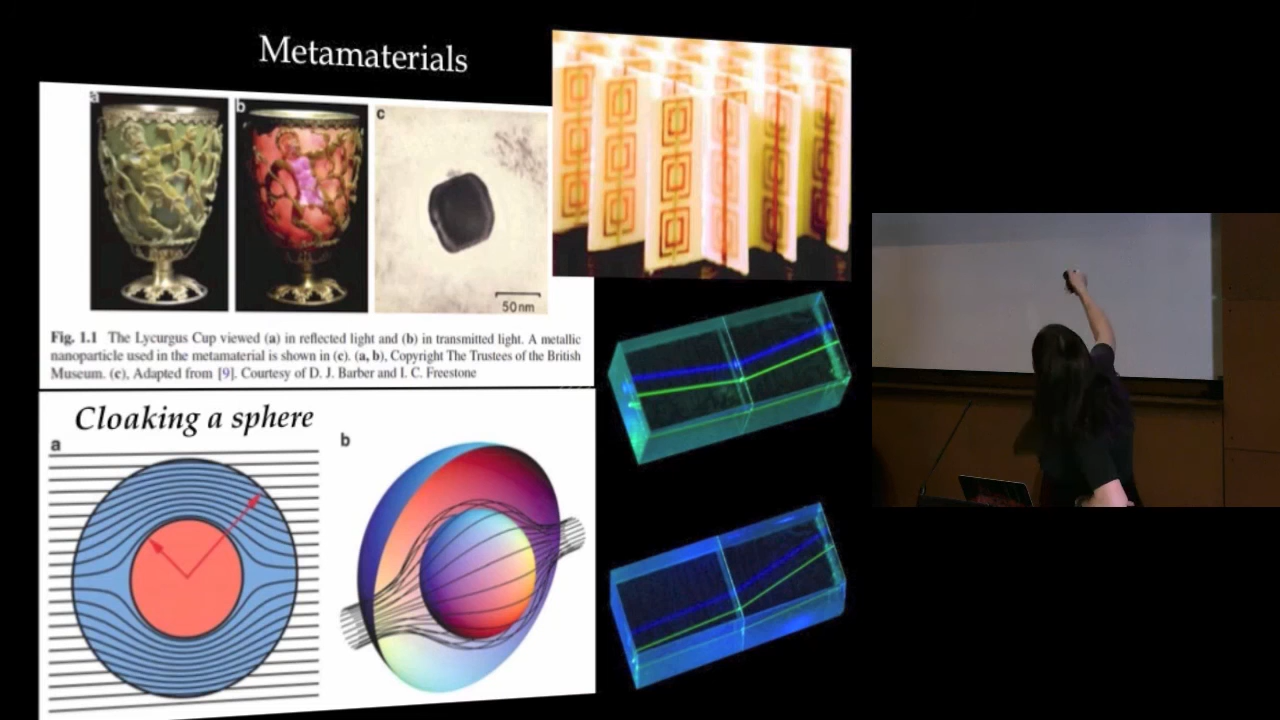 Metamaterials
a
b
c
50 nm
Fig. 1.1 The Lycurgus Cup viewed (a) in reflected light and (b) in transmitted light. A metallic
nanoparticle used in the metamaterial is shown in (c). (a, b), Copyright The Trustees of the British
Museum. (c), Adapted from [9]. Courtesy of D. J. Barber and I. C. Freestone
Cloaking a sphere
a
b